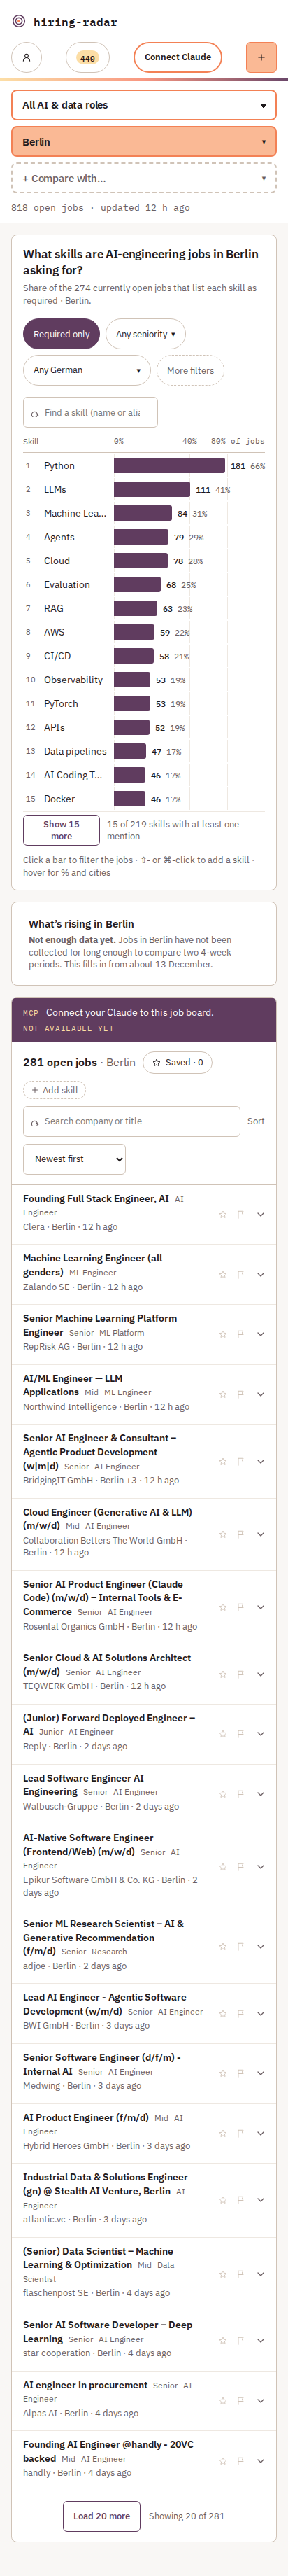 hiring-radar
440
Connect Claude
+
All AI & data roles
Berlin
+ Compare with...
818 open jobs · updated 12 h ago
What skills are AI-engineering jobs in Berlin
asking for?
Share of the 274 currently open jobs that list each skill as
required · Berlin.
Required only
Any seniority
Any German
More filters
Find a skill (name or alia
Skill 0% 40% 80% of jobs
1 Python 181 66%
2 LLMs 111 41%
3 Machine Lea... 84 31%
4 Agents 79 29%
5 Cloud 78 28%
6 Evaluation 68 25%
7 RAG 63 23%
8 AWS 59 22%
9 CI/CD 58 21%
10 Observability 53 19%
11 PyTorch 53 19%
12 APIs 52 19%
13 Data pipelines 47 17%
14 AI Coding T... 46 17%
15 Docker 46 17%
Show 15
more
15 of 219 skills with at least one
mention
Click a bar to filter the jobs · ⇧- or ⌘-click to add a skill ·
hover for % and cities
What's rising in Berlin
Not enough data yet. Jobs in Berlin have not been
collected for long enough to compare two 4-week
periods. This fills in from about 13 December.
MCP Connect your Claude to this job board.
NOT AVAILABLE YET
281 open jobs · Berlin
Saved · 0
+ Add skill
Search company or title
Sort
Newest first
Founding Full Stack Engineer, AI AI
Engineer
Clera · Berlin · 12 h ago
Machine Learning Engineer (all
genders) ML Engineer
Zalando SE · Berlin · 12 h ago
Senior Machine Learning Platform
Engineer Senior ML Platform
RepRisk AG · Berlin · 12 h ago
AI/ML Engineer — LLM
Applications Mid ML Engineer
Northwind Intelligence · Berlin · 12 h ago
Senior AI Engineer & Consultant –
Agentic Product Development
(w|m|d) Senior AI Engineer
BridgingIT GmbH · Berlin +3 · 12 h ago
Cloud Engineer (Generative AI & LLM)
(m/w/d) Mid AI Engineer
Collaboration Betters The World GmbH ·
Berlin · 12 h ago
Senior AI Product Engineer (Claude
Code) (m/w/d) – Internal Tools & E-
Commerce Senior AI Engineer
Rosental Organics GmbH · Berlin · 12 h ago
Senior Cloud & AI Solutions Architect
(m/w/d) Senior AI Engineer
TEQWERK GmbH · Berlin · 12 h ago
(Junior) Forward Deployed Engineer –
AI Junior AI Engineer
Reply · Berlin · 2 days ago
Lead Software Engineer AI
Engineering Senior AI Engineer
Walbusch-Gruppe · Berlin · 2 days ago
AI-Native Software Engineer
(Frontend/Web) (m/w/d) Senior AI
Engineer
Epikur Software GmbH & Co. KG · Berlin · 2
days ago
Senior ML Research Scientist – AI &
Generative Recommendation
(f/m/d) Senior Research
adjoe · Berlin · 2 days ago
Lead AI Engineer - Agentic Software
Development (w/m/d) Senior AI Engineer
BWI GmbH · Berlin · 3 days ago
Senior Software Engineer (d/f/m) -
Internal AI Senior AI Engineer
Medwing · Berlin · 3 days ago
AI Product Engineer (f/m/d) Mid AI
Engineer
Hybrid Heroes GmbH · Berlin · 3 days ago
Industrial Data & Solutions Engineer
(gn) @ Stealth AI Venture, Berlin AI
Engineer
atlantic.vc · Berlin · 3 days ago
(Senior) Data Scientist – Machine
Learning & Optimization Mid Data
Scientist
flaschenpost SE · Berlin · 4 days ago
Senior AI Software Developer – Deep
Learning Senior AI Engineer
star cooperation · Berlin · 4 days ago
AI engineer in procurement Senior AI
Engineer
Alpas AI · Berlin · 4 days ago
Founding AI Engineer @handly - 20VC
backed Mid AI Engineer
handly · Berlin · 4 days ago
Load 20 more
Showing 20 of 281